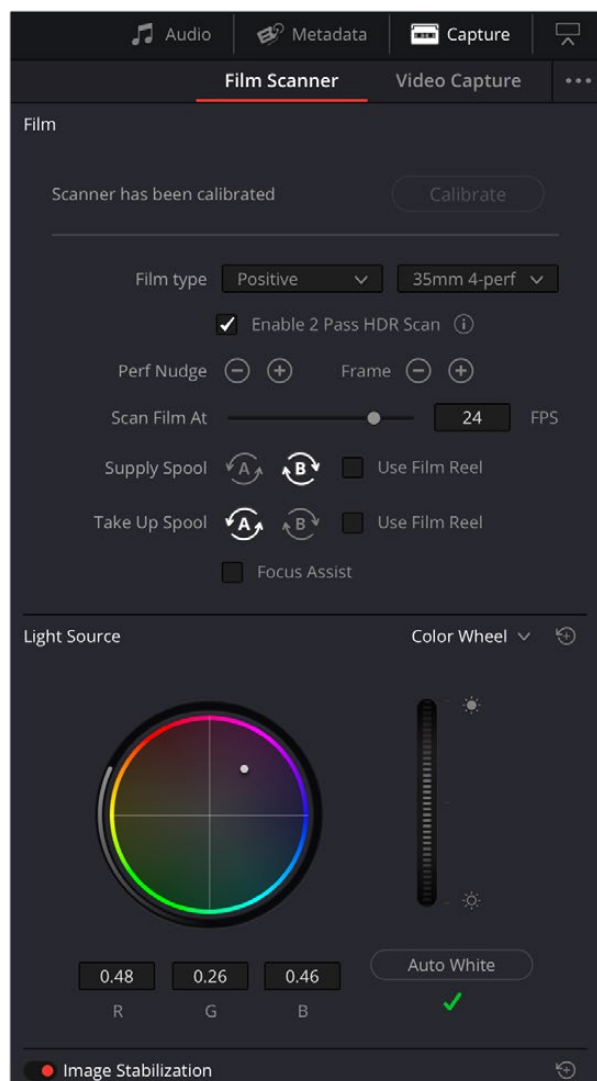 Audio Metadata Capture
Film Scanner Video Capture
Film
Scanner has been calibrated Calibrate
Film type Positive 35mm 4-perf
Enable 2 Pass HDR Scan
Perf Nudge Frame
Scan Film At 24 FPS
Supply Spool A B Use Film Reel
Take Up Spool A B Use Film Reel
Focus Assist
Light Source Color Wheel
0.48 0.26 0.46 Auto White
R G B
Image Stabilization